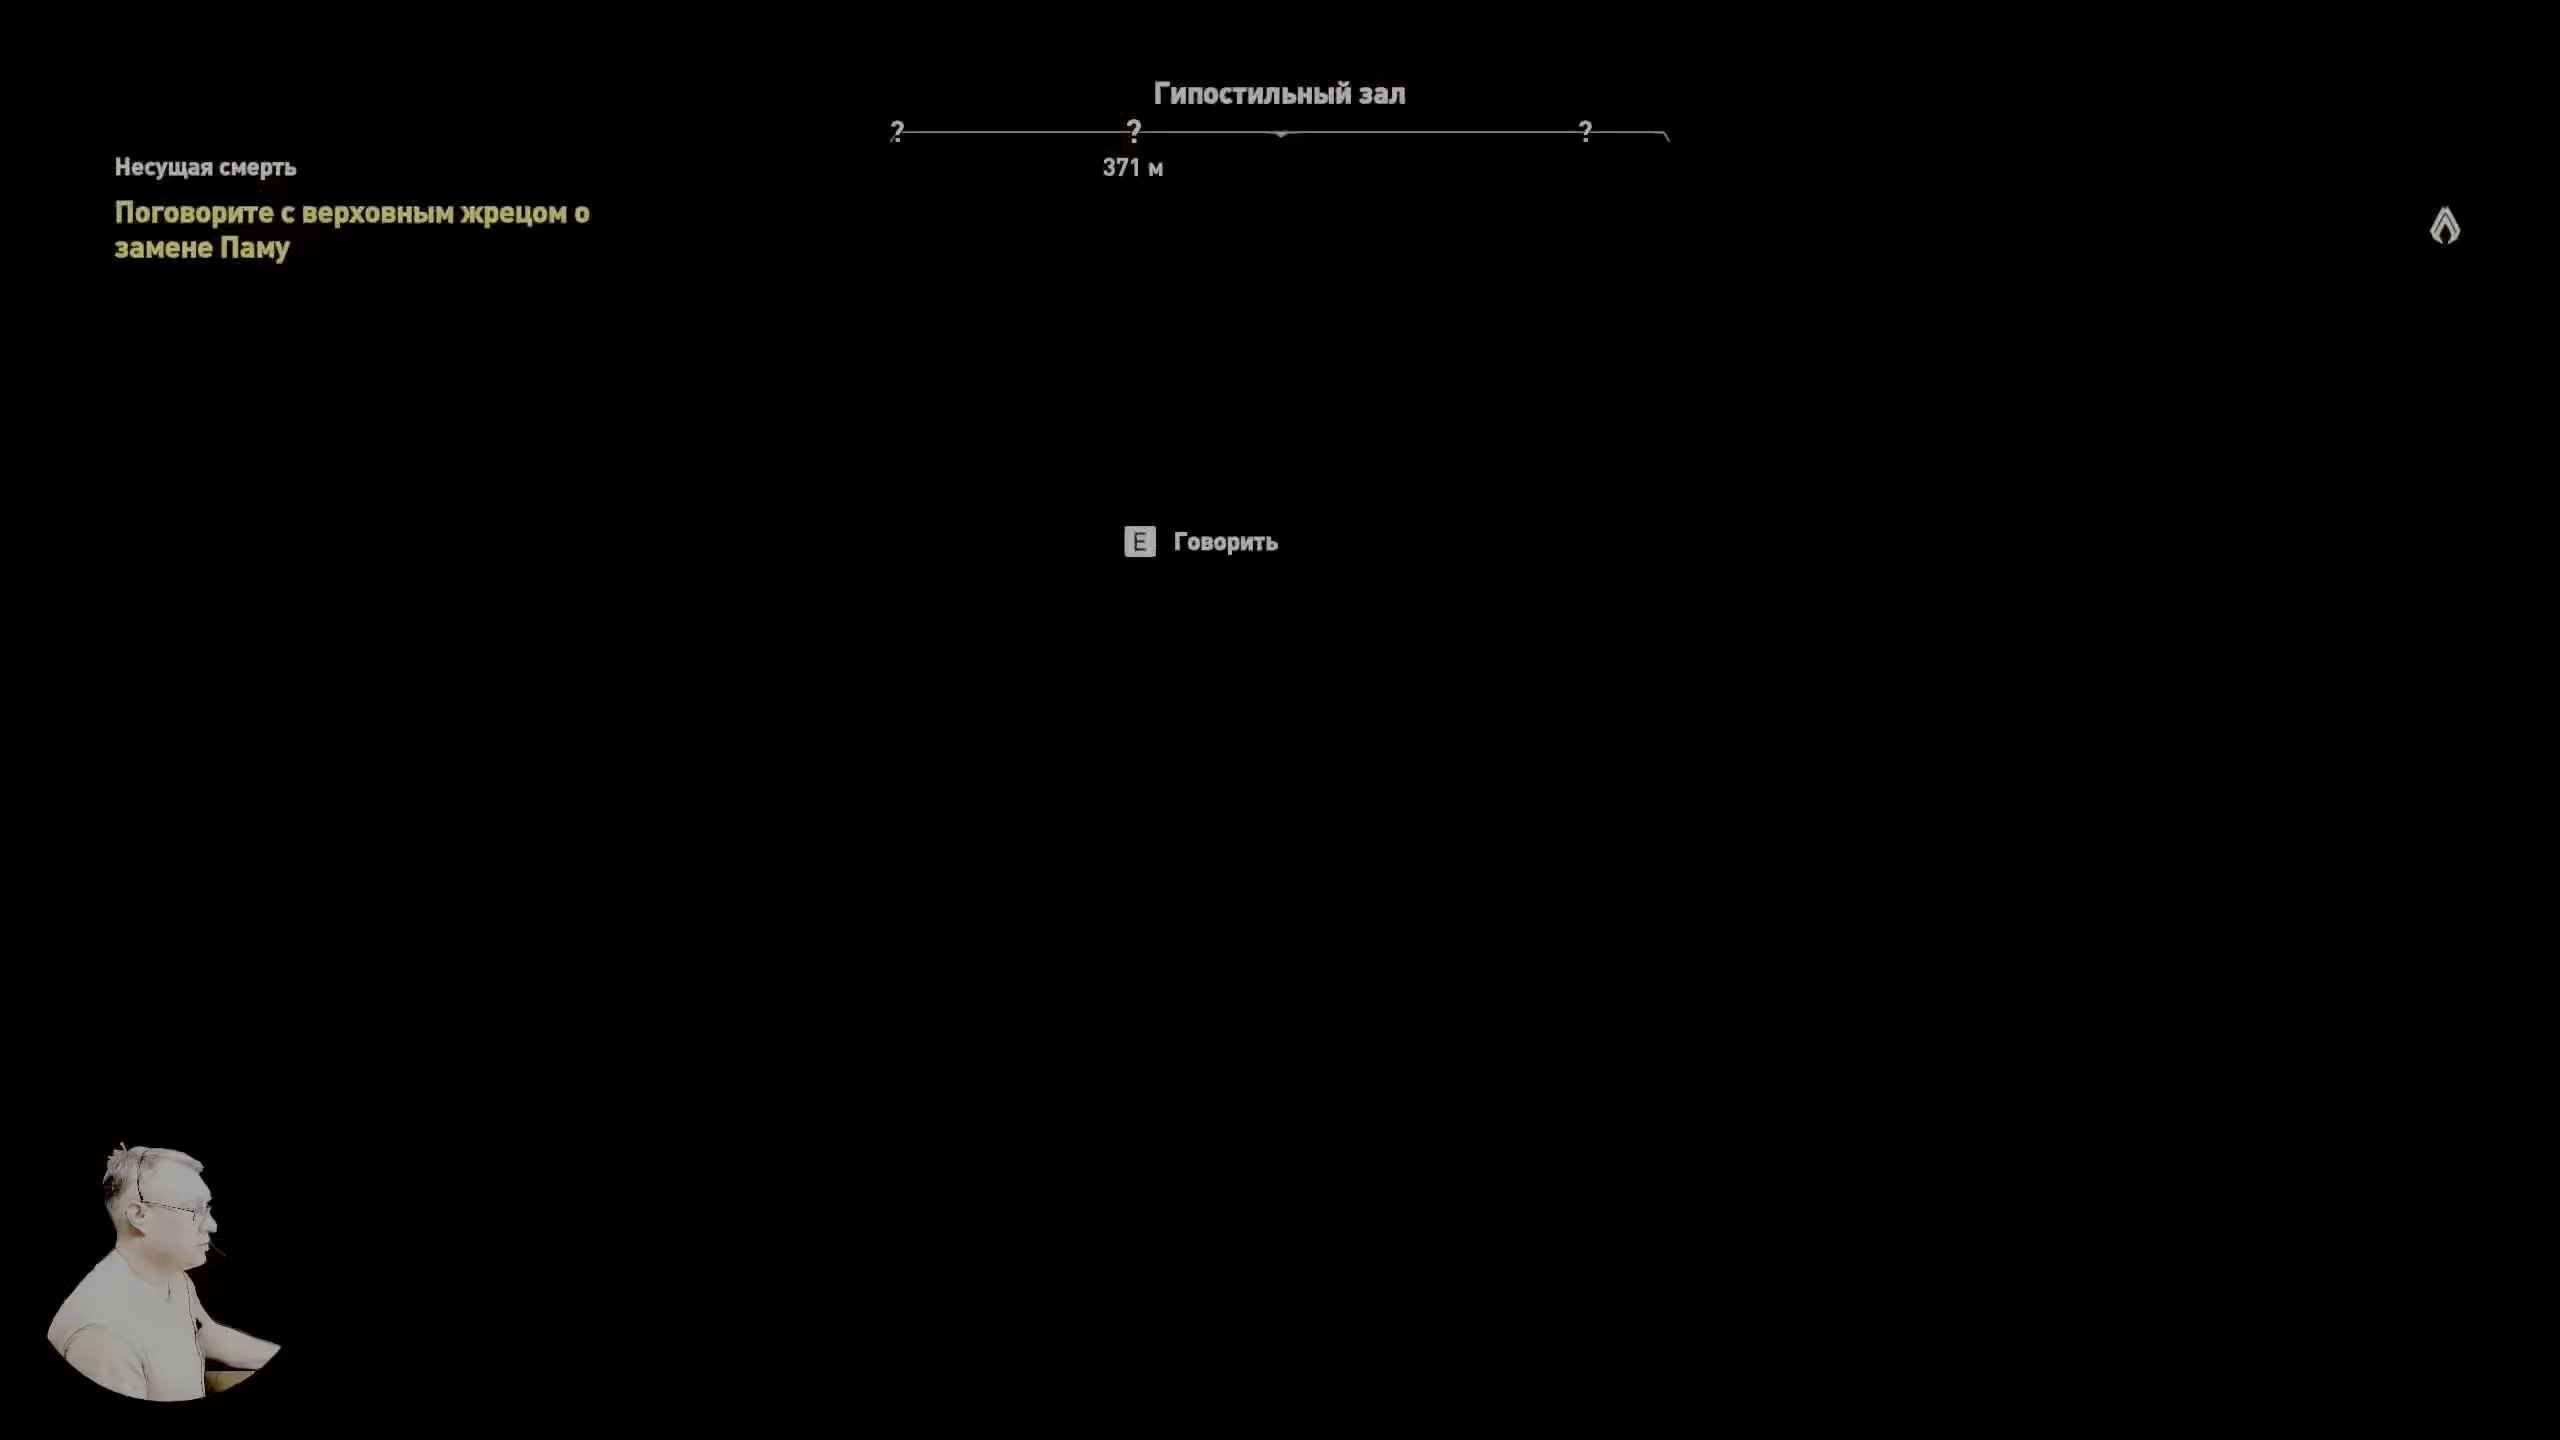 Гипостильный зал
? ? ?
371 м
Несущая смерть
Поговорите с верховным жрецом о
замене Паму
E Говорить